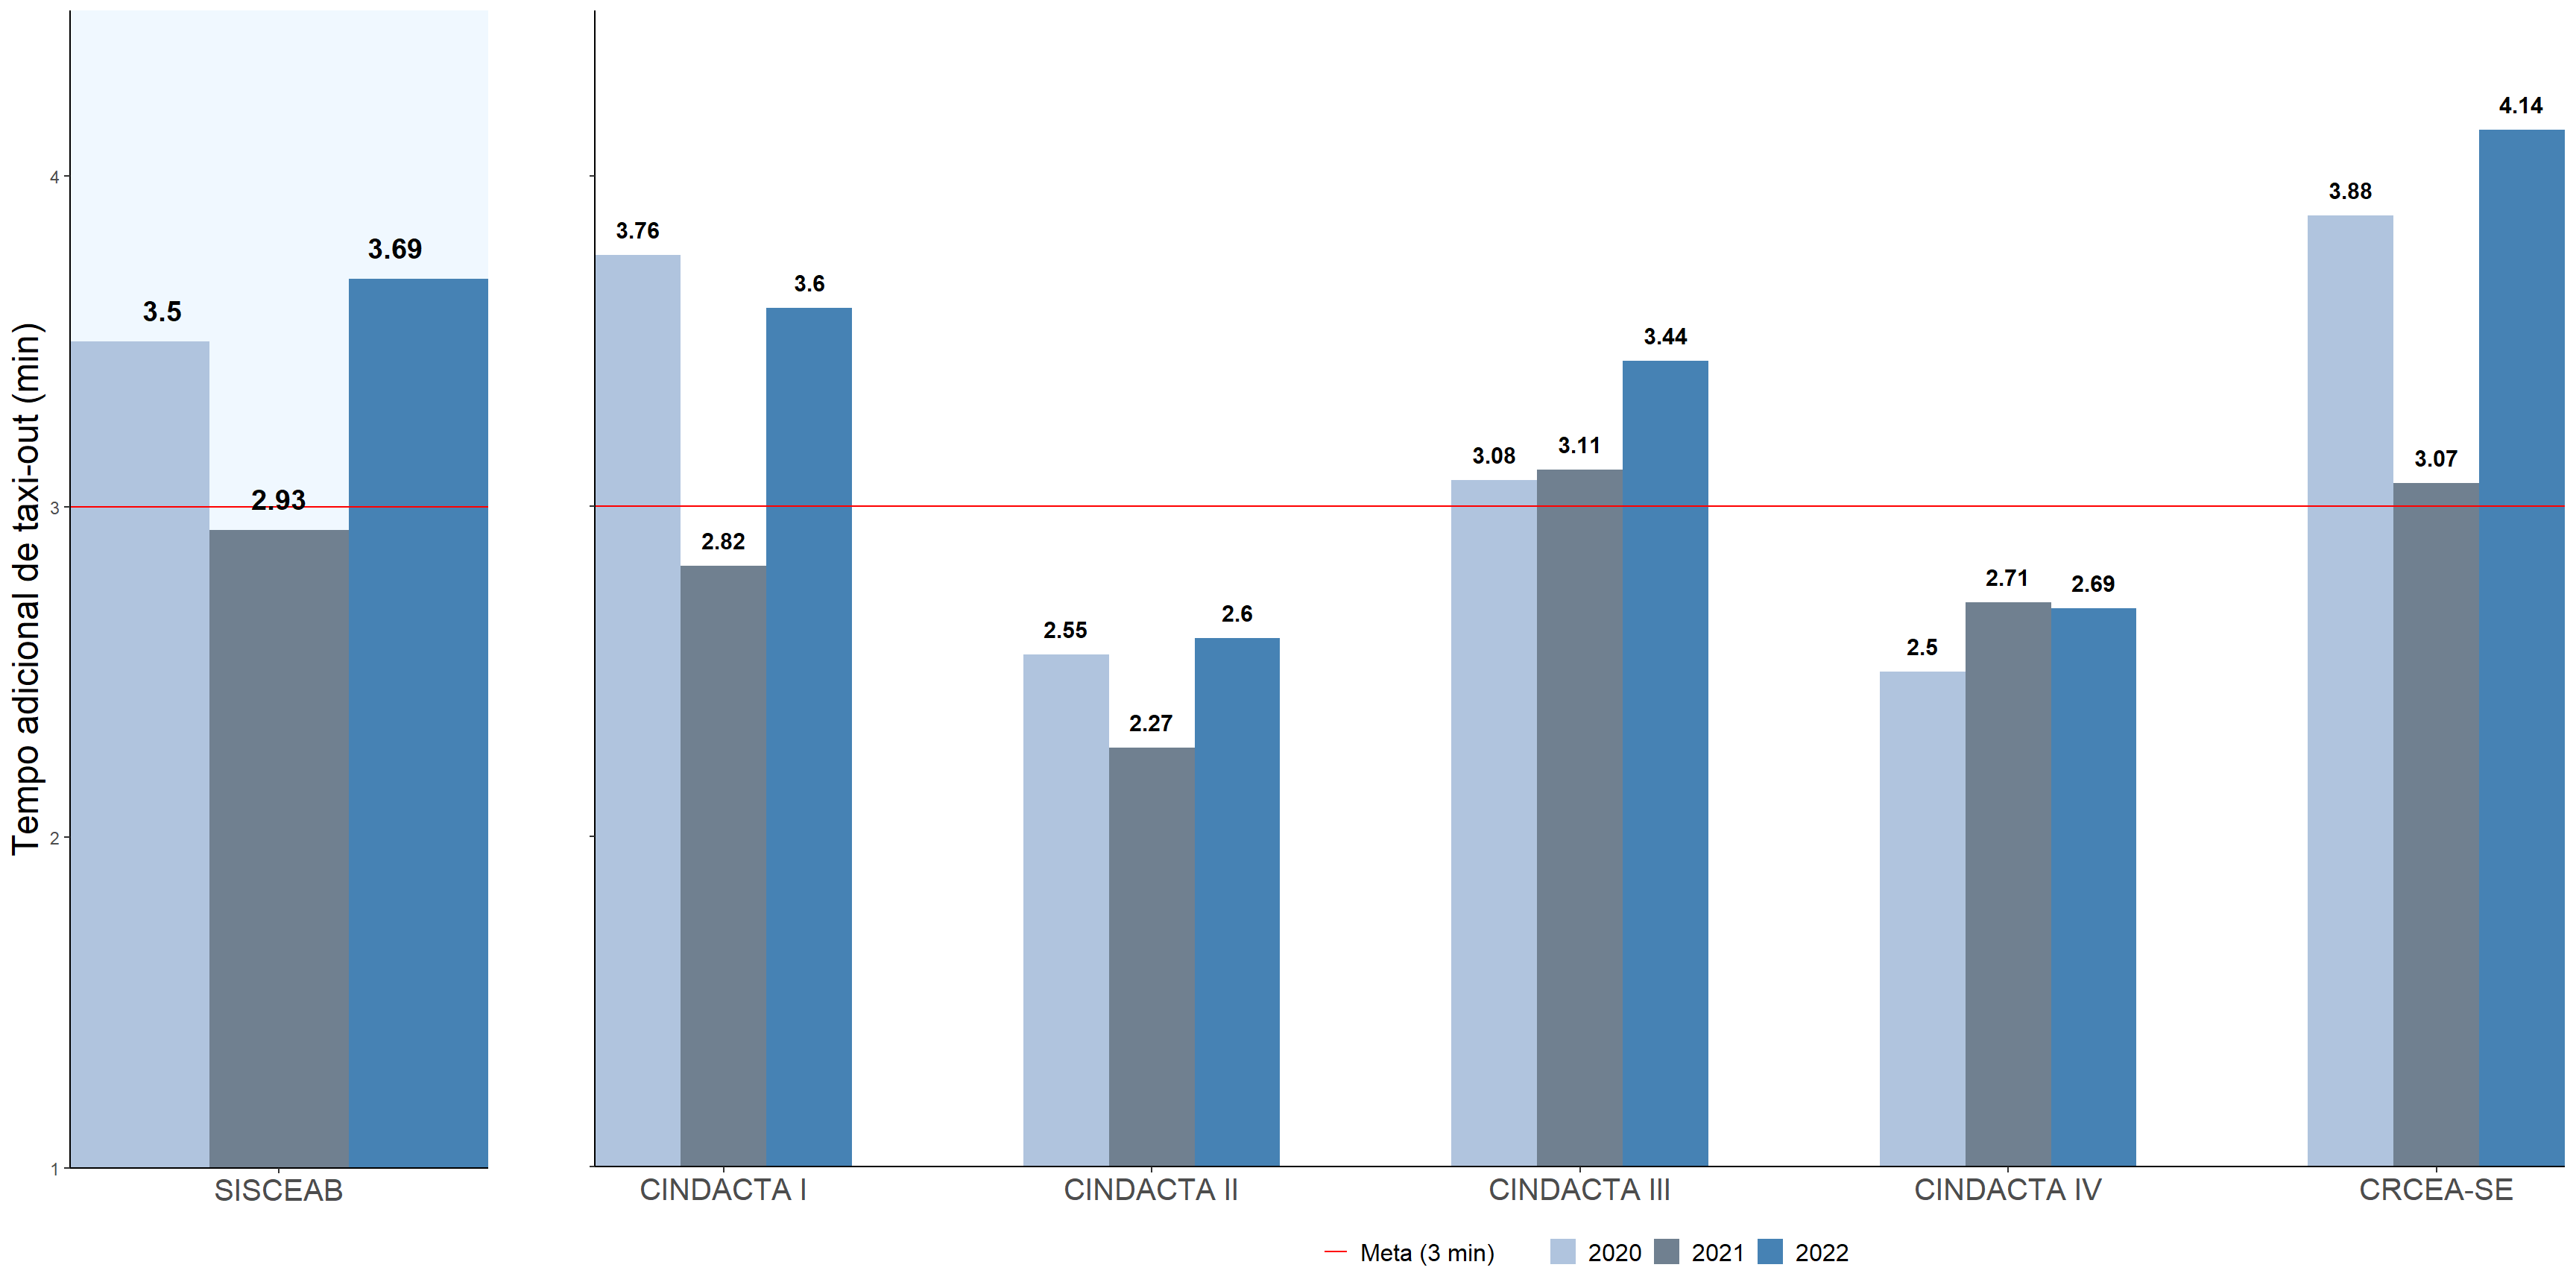 Tempo adicional de taxi-out (min)
4
3
2
1
3.5
2.93
3.69
SISCEAB
3.76
2.82
3.6
CINDACTA I
2.55
2.27
2.6
CINDACTA II
3.08
3.11
3.44
CINDACTA III
2.5
2.71
2.69
CINDACTA IV
3.88
3.07
4.14
CRCEA-SE
Meta (3 min) 2020 2021 2022